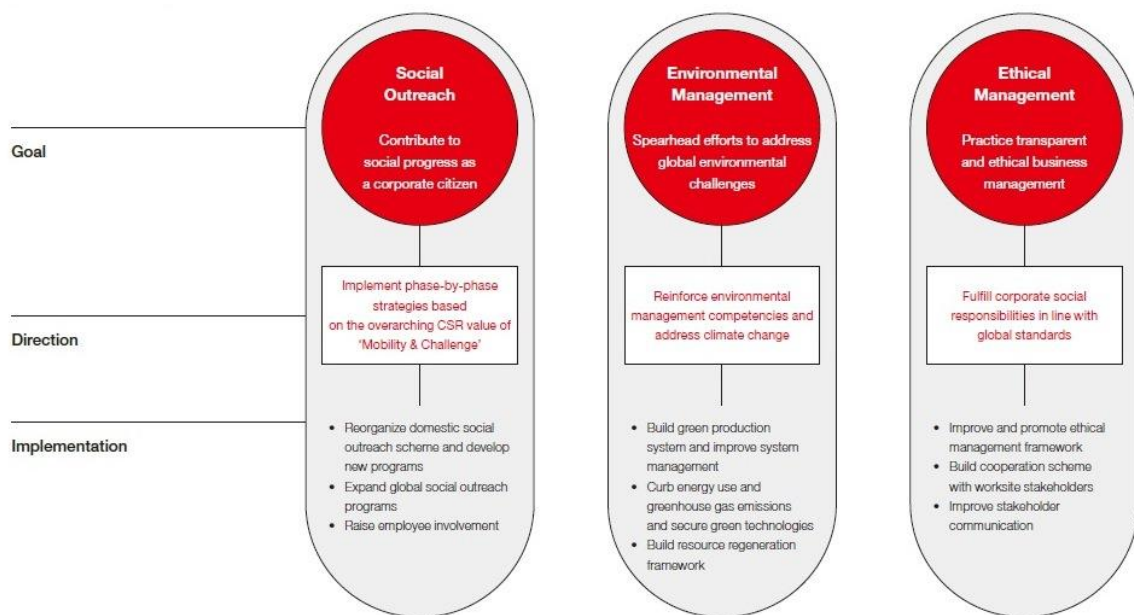 Social
Outreach
Contribute to
social progress as
a corporate citizen
Environmental
Management
Spearhead efforts to address
global environmental
challenges
Ethical
Management
Practice transparent
and ethical business
management
Goal
Implement phase-by-phase
strategies based
on the overarching CSR value of
‘Mobility & Challenge’
Reinforce environmental
management competencies and
address climate change
Fulfill corporate social
responsibilities in line with
global standards
Direction
Implementation
• Reorganize domestic social
outreach scheme and develop
new programs
• Expand global social outreach
programs
• Raise employee involvement
• Build green production
system and improve system
management
• Curb energy use and
greenhouse gas emissions
and secure green technologies
• Build resource regeneration
framework
• Improve and promote ethical
management framework
• Build cooperation scheme
with worksite stakeholders
• Improve stakeholder
communication